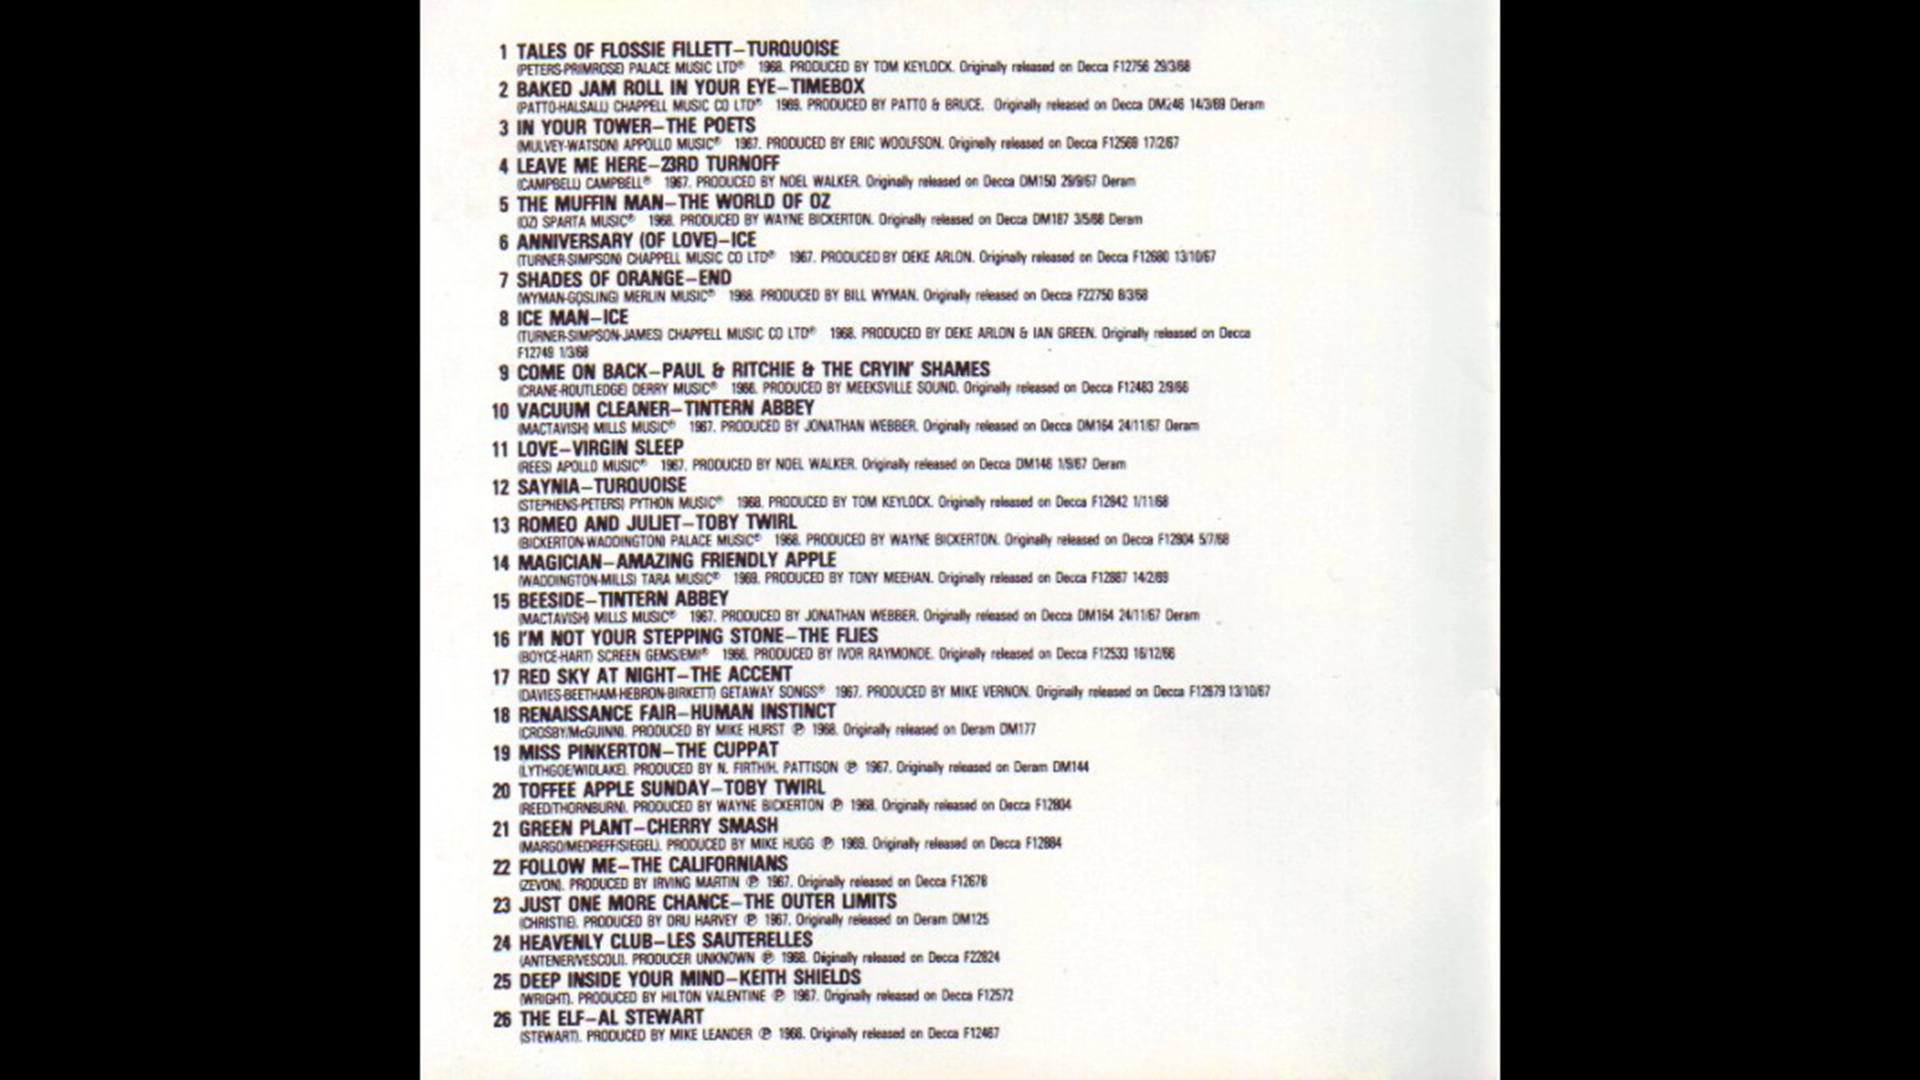 1 TALES OF FLOSSIE FILLETT–TURQUOISE
(PETERS-PRIMROSE) PALACE MUSIC LTD℗ 1968. PRODUCED BY TOM KEYLOCK. Originally released on Decca F12756 29/3/68
2 BAKED JAM ROLL IN YOUR EYE–TIMEBOX
(PATTO-HALSALL) CHAPPELL MUSIC CO LTD℗ 1969. PRODUCED BY PATTO & BRUCE. Originally released on Decca DM246 14/3/69 Deram
3 IN YOUR TOWER–THE POETS
(MULVEY-WATSON) APPOLLO MUSIC℗ 1967. PRODUCED BY ERIC WOOLFSON. Originally released on Decca F12569 17/2/67
4 LEAVE ME HERE–23RD TURNOFF
(CAMPBELL) CAMPBELL℗ 1967. PRODUCED BY NOEL WALKER. Originally released on Decca DM150 29/9/67 Deram
5 THE MUFFIN MAN–THE WORLD OF OZ
(OZ) SPARTA MUSIC℗ 1968. PRODUCED BY WAYNE BICKERTON. Originally released on Decca DM187 3/5/68 Deram
6 ANNIVERSARY (OF LOVE)–ICE
(TURNER-SIMPSON) CHAPPELL MUSIC CO LTD℗ 1967. PRODUCED BY DEKE ARLON. Originally released on Decca F12680 13/10/67
7 SHADES OF ORANGE–END
(WYMAN-GOSLING) MERLIN MUSIC℗ 1968. PRODUCED BY BILL WYMAN. Originally released on Decca F22750 8/3/68
8 ICE MAN–ICE
(TURNER-SIMPSON-JAMES) CHAPPELL MUSIC CO LTD℗ 1968. PRODUCED BY DEKE ARLON & IAN GREEN. Originally released on Decca
F12749 1/3/68
9 COME ON BACK–PAUL & RITCHIE & THE CRYIN' SHAMES
(CRANE-ROUTLEDGE) DERRY MUSIC℗ 1966. PRODUCED BY MEEKSVILLE SOUND. Originally released on Decca F12483 2/9/66
10 VACUUM CLEANER–TINTERN ABBEY
(MACTAVISH) MILLS MUSIC℗ 1967. PRODUCED BY JONATHAN WEBBER. Originally released on Decca DM164 24/11/67 Deram
11 LOVE–VIRGIN SLEEP
(REES) APOLLO MUSIC℗ 1967. PRODUCED BY NOEL WALKER. Originally released on Decca DM146 1/9/67 Deram
12 SAYNIA–TURQUOISE
(STEPHENS-PETERS) PYTHON MUSIC℗ 1968. PRODUCED BY TOM KEYLOCK. Originally released on Decca F12842 1/11/68
13 ROMEO AND JULIET–TOBY TWIRL
(BICKERTON-WADDINGTON) PALACE MUSIC℗ 1968. PRODUCED BY WAYNE BICKERTON. Originally released on Decca F12804 5/7/68
14 MAGICIAN–AMAZING FRIENDLY APPLE
(WADDINGTON-MILLS) TARA MUSIC℗ 1969. PRODUCED BY TONY MEEHAN. Originally released on Decca F12887 14/2/69
15 BEESIDE–TINTERN ABBEY
(MACTAVISH) MILLS MUSIC℗ 1967. PRODUCED BY JONATHAN WEBBER. Originally released on Decca DM164 24/11/67 Deram
16 I'M NOT YOUR STEPPING STONE–THE FLIES
(BOYCE-HART) SCREEN GEMS/EMI℗ 1966. PRODUCED BY IVOR RAYMONDE. Originally released on Decca F12533 16/12/66
17 RED SKY AT NIGHT–THE ACCENT
(DAVIES-BEETHAM-HEBRON-BIRKETT) GETAWAY SONGS℗ 1967. PRODUCED BY MIKE VERNON. Originally released on Decca F12679 13/10/67
18 RENAISSANCE FAIR–HUMAN INSTINCT
(CROSBY/McGUINN). PRODUCED BY MIKE HURST ℗ 1968. Originally released on Deram DM177
19 MISS PINKERTON–THE CUPPAT
(LYTHGOE/WIDLAKE). PRODUCED BY N. FIRTH/H. PATTISON ℗ 1967. Originally released on Deram DM144
20 TOFFEE APPLE SUNDAY–TOBY TWIRL
(REED/THORNBURN). PRODUCED BY WAYNE BICKERTON ℗ 1968. Originally released on Decca F12804
21 GREEN PLANT–CHERRY SMASH
(MARGO/MEDREFF/SIEGEL). PRODUCED BY MIKE HUGG ℗ 1969. Originally released on Decca F12884
22 FOLLOW ME–THE CALIFORNIANS
(ZEVON). PRODUCED BY IRVING MARTIN ℗ 1967. Originally released on Decca F12678
23 JUST ONE MORE CHANCE–THE OUTER LIMITS
(CHRISTIE). PRODUCED BY DRU HARVEY ℗ 1967. Originally released on Deram DM125
24 HEAVENLY CLUB–LES SAUTERELLES
(ANTENER/VESCOLI). PRODUCER UNKNOWN ℗ 1968. Originally released on Decca F22824
25 DEEP INSIDE YOUR MIND–KEITH SHIELDS
(WRIGHT). PRODUCED BY HILTON VALENTINE ℗ 1967. Originally released on Decca F12572
26 THE ELF–AL STEWART
(STEWART). PRODUCED BY MIKE LEANDER ℗ 1966. Originally released on Decca F12467